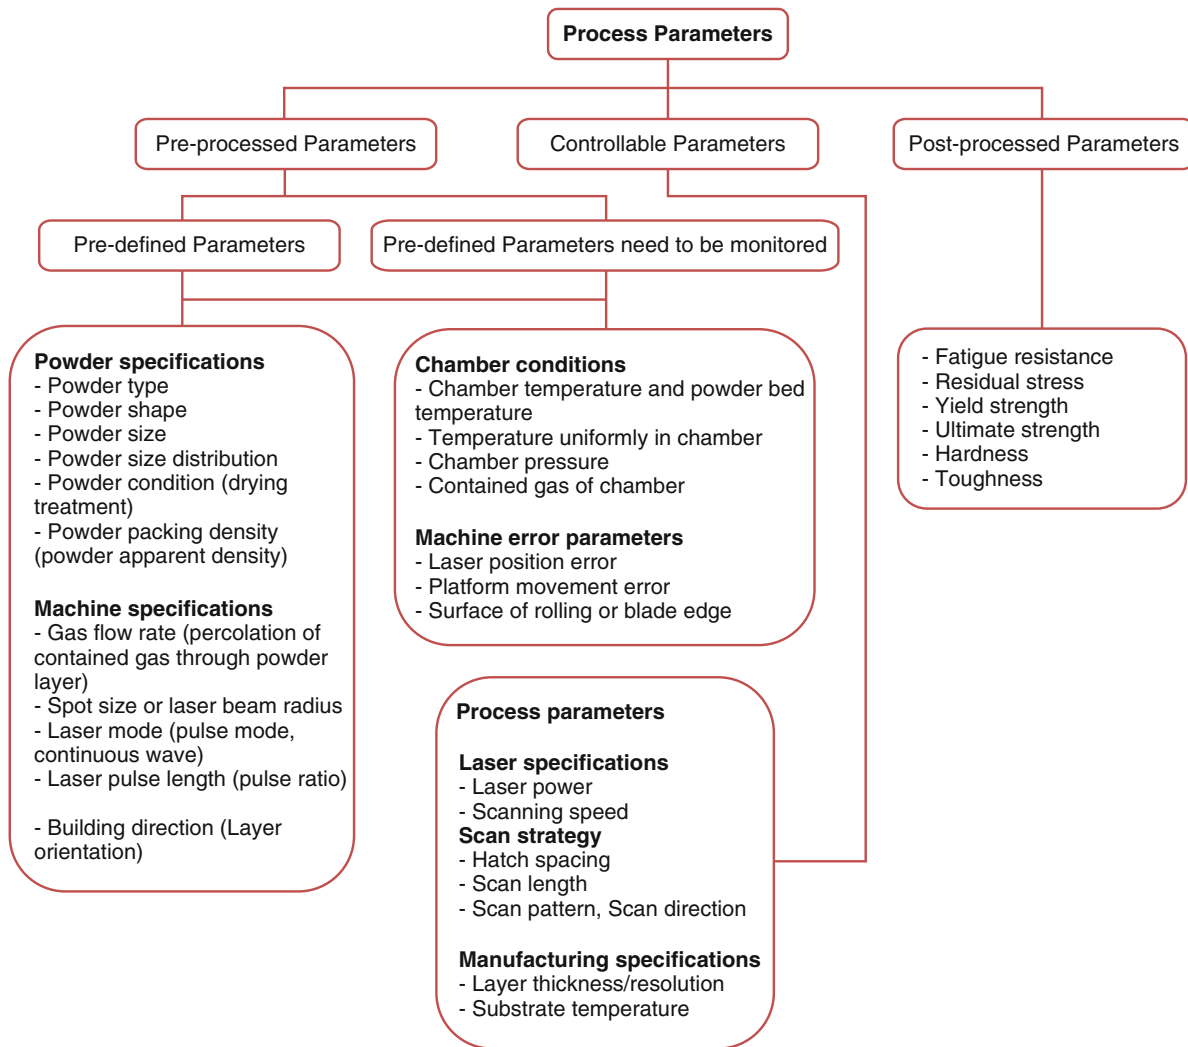 Process Parameters
Pre-processed Parameters
Controllable Parameters
Post-processed Parameters
Pre-defined Parameters
Pre-defined Parameters need to be monitored
Powder specifications
- Powder type
- Powder shape
- Powder size
- Powder size distribution
- Powder condition (drying
treatment)
- Powder packing density
(powder apparent density)
Machine specifications
- Gas flow rate (percolation of
contained gas through powder
layer)
- Spot size or laser beam radius
- Laser mode (pulse mode,
continuous wave)
- Laser pulse length (pulse ratio)
- Building direction (Layer
orientation)
Chamber conditions
- Chamber temperature and powder bed
temperature
- Temperature uniformly in chamber
- Chamber pressure
- Contained gas of chamber
Machine error parameters
- Laser position error
- Platform movement error
- Surface of rolling or blade edge
Process parameters
Laser specifications
- Laser power
- Scanning speed
Scan strategy
- Hatch spacing
- Scan length
- Scan pattern, Scan direction
Manufacturing specifications
- Layer thickness/resolution
- Substrate temperature
- Fatigue resistance
- Residual stress
- Yield strength
- Ultimate strength
- Hardness
- Toughness